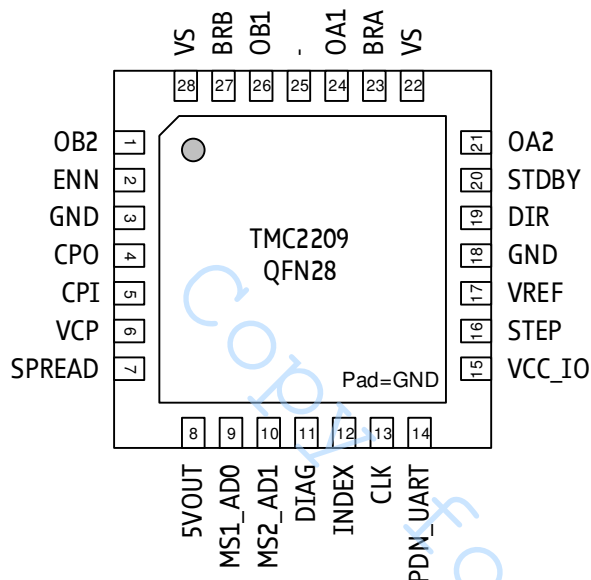 VS
BRB
OB1
-
OA1
BRA
VS
28
27
26
25
24
23
22
OB2 1
ENN 2
GND 3
CPO 4
CPI 5
VCP 6
SPREAD 7
TMC2209
QFN28
Pad=GND
21 OA2
20 STDBY
19 DIR
18 GND
17 VREF
16 STEP
15 VCC_IO
8
9
10
11
12
13
14
5VOUT
MS1_AD0
MS2_AD1
DIAG
INDEX
CLK
PDN_UART
Copy fo